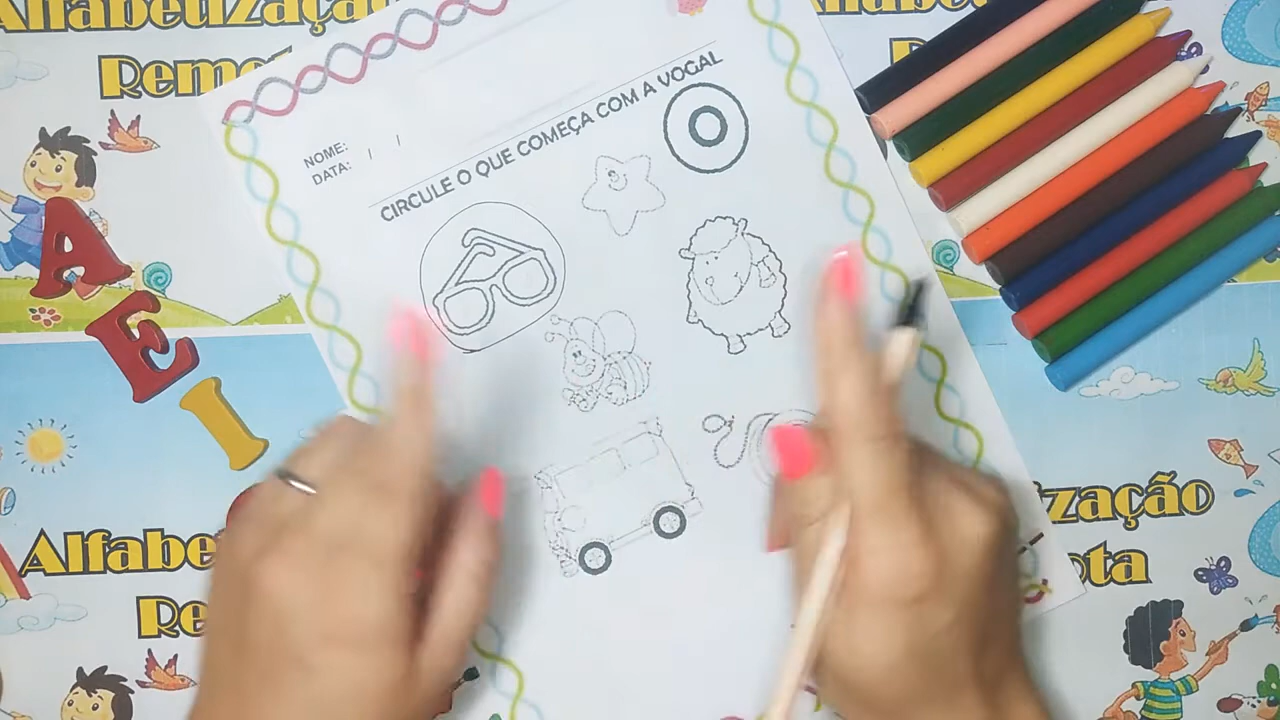 Alfabetização
Remo
NOME:
DATA: / /
CIRCULE O QUE COMEÇA COM A VOGAL
O
A
E
I
Alfabe
Re
zação
ota